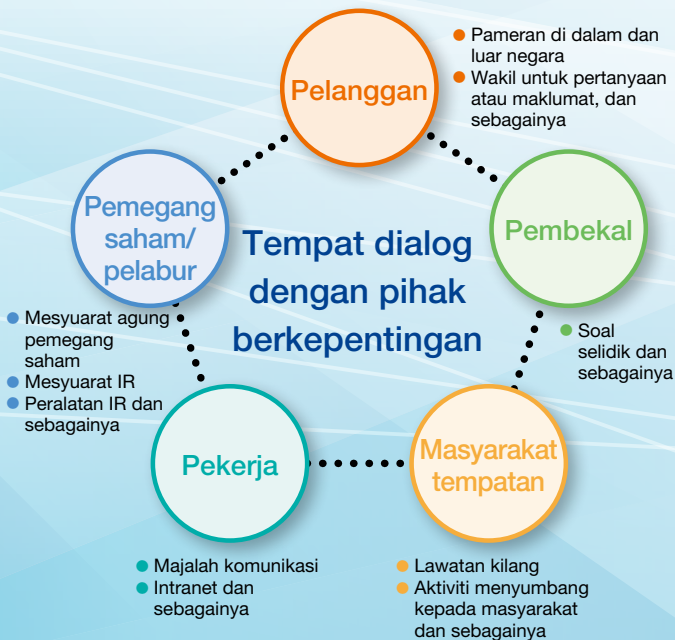 Pelanggan
● Pameran di dalam dan
luar negara
● Wakil untuk pertanyaan
atau maklumat, dan
sebagainya
Pemegang
saham/
pelabur
● Mesyuarat agung
pemegang
saham
● Mesyuarat IR
● Peralatan IR dan
sebagainya
Tempat dialog
dengan pihak
berkepentingan
Pembekal
● Soal
selidik dan
sebagainya
Pekerja
● Majalah komunikasi
● Intranet dan
sebagainya
Masyarakat
tempatan
● Lawatan kilang
● Aktiviti menyumbang
kepada masyarakat
dan sebagainya